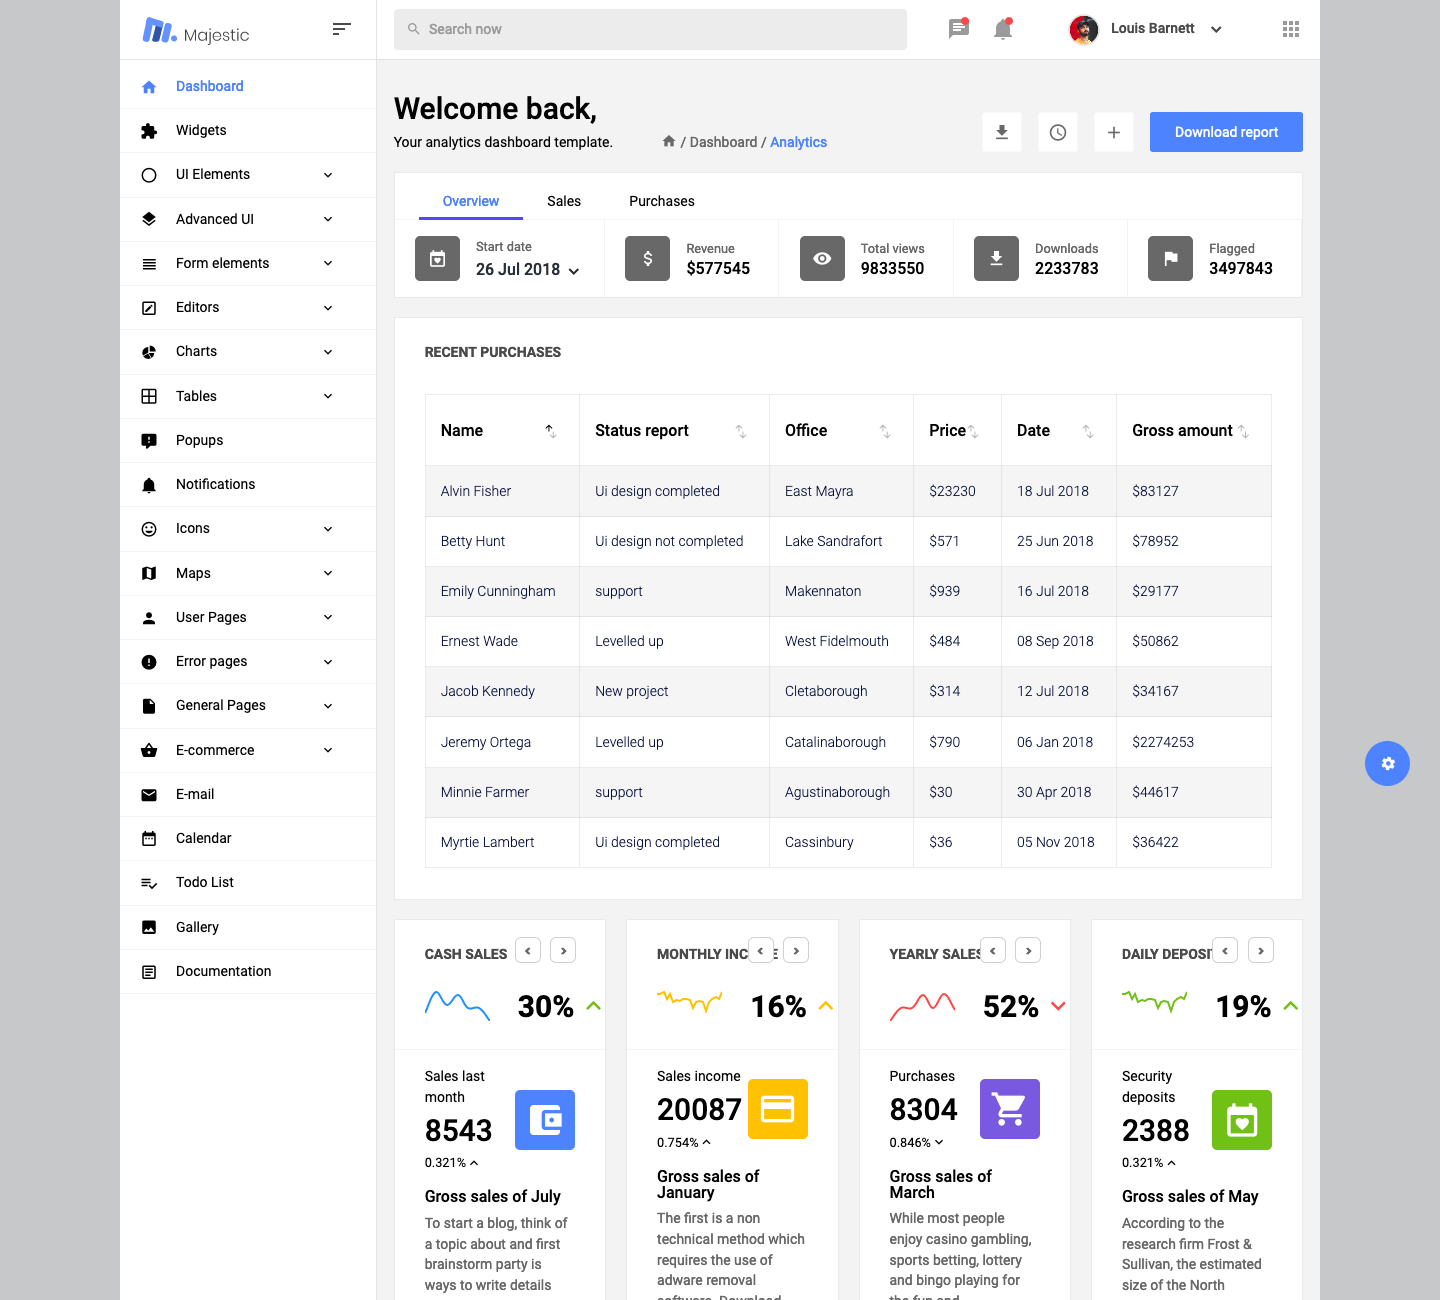 Majestic
Search now
Louis Barnett
Dashboard
Widgets
UI Elements
Advanced UI
Form elements
Editors
Charts
Tables
Popups
Notifications
Icons
Maps
User Pages
Error pages
General Pages
E-commerce
E-mail
Calendar
Todo List
Gallery
Documentation
Welcome back,
Your analytics dashboard template.
/ Dashboard / Analytics
Download report
Overview Sales Purchases
Start date
26 Jul 2018
Revenue
$577545
Total views
9833550
Downloads
2233783
Flagged
3497843
RECENT PURCHASES
Name Status report Office Price Date Gross amount
Alvin Fisher Ui design completed East Mayra $23230 18 Jul 2018 $83127
Betty Hunt Ui design not completed Lake Sandrafort $571 25 Jun 2018 $78952
Emily Cunningham support Makennaton $939 16 Jul 2018 $29177
Ernest Wade Levelled up West Fidelmouth $484 08 Sep 2018 $50862
Jacob Kennedy New project Cletaborough $314 12 Jul 2018 $34167
Jeremy Ortega Levelled up Catalinaborough $790 06 Jan 2018 $2274253
Minnie Farmer support Agustinaborough $30 30 Apr 2018 $44617
Myrtie Lambert Ui design completed Cassinbury $36 05 Nov 2018 $36422
CASH SALES
30%
Sales last
month
8543
0.321%
Gross sales of July
To start a blog, think of
a topic about and first
brainstorm party is
ways to write details
MONTHLY
16%
Sales income
20087
0.754%
Gross sales of
January
The first is a non
technical method which
requires the use of
adware removal
software. Download
YEARLY SALES
52%
Purchases
8304
0.846%
Gross sales of
March
While most people
enjoy casino gambling,
sports betting, lottery
and bingo playing for
the fun and
DAILY
19%
Security
deposits
2388
0.321%
Gross sales of May
According to the
research firm Frost &
Sullivan, the estimated
size of the North